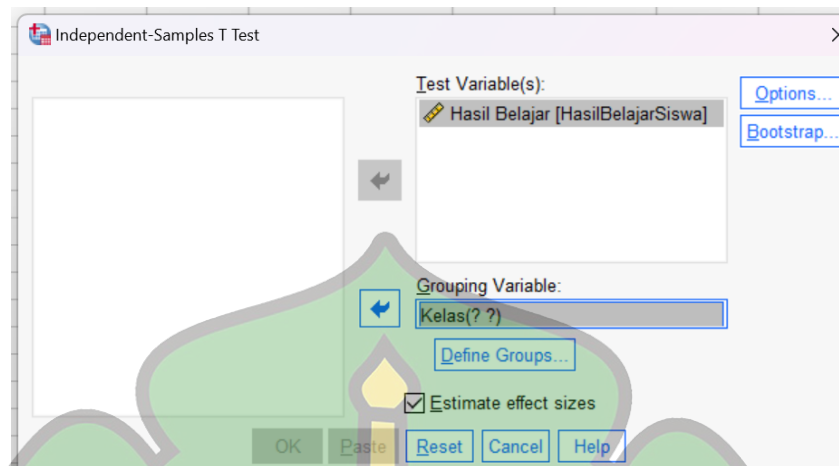 Independent-Samples T Test
Test Variable(s):
Hasil Belajar [HasilBelajarSiswa]
Options...
Bootstrap...
Grouping Variable:
Kelas(? ?)
Define Groups...
Estimate effect sizes
OK Paste Reset Cancel Help